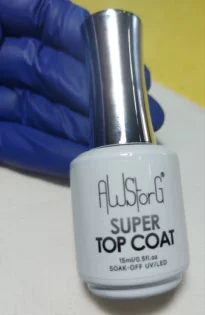 AWStorG®
SUPER
TOP COAT
15ml/0.5fl.oz
SOAK-OFF UV/LED